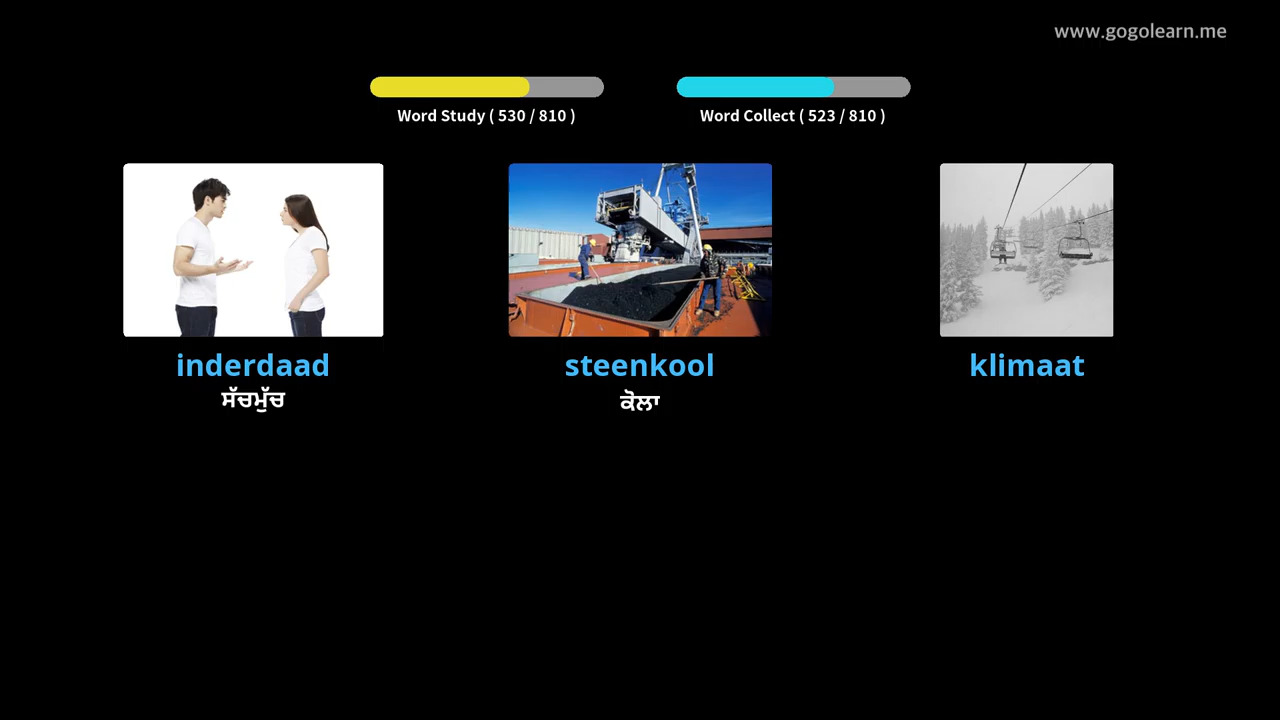 www.gogolearn.me
Word Study ( 530 / 810 )
Word Collect ( 523 / 810 )
inderdaad
steenkool
klimaat
ਸੱਚਮੁੱਚ
ਕੋਲਾ